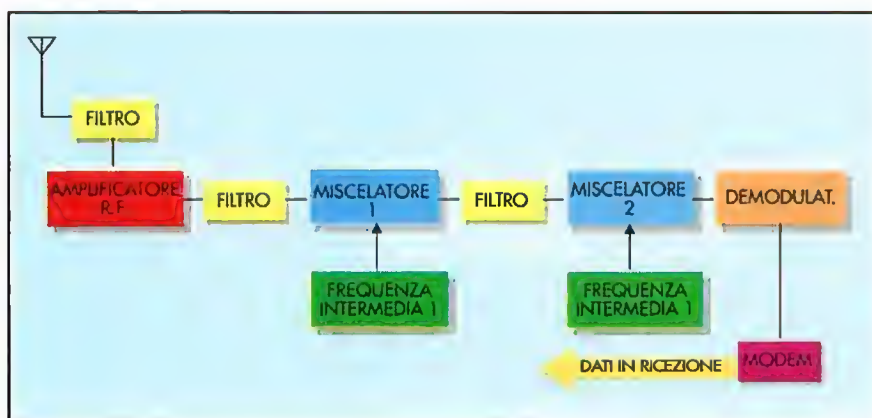 FILTRO
AMPLIFICATORE
R.F.
FILTRO
MISCELATORE
1
FILTRO
MISCELATORE
2
DEMODULAT.
FREQUENZA
INTERMEDIA 1
FREQUENZA
INTERMEDIA 1
DATI IN RICEZIONE
MODEM